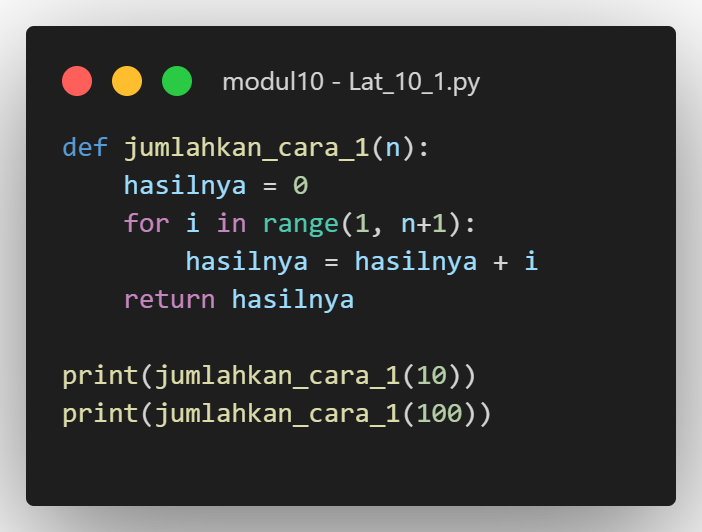 modul10 - Lat_10_1.py
def jumlahkan_cara_1(n):
    hasilnya = 0
    for i in range(1, n+1):
        hasilnya = hasilnya + i
    return hasilnya
print(jumlahkan_cara_1(10))
print(jumlahkan_cara_1(100))